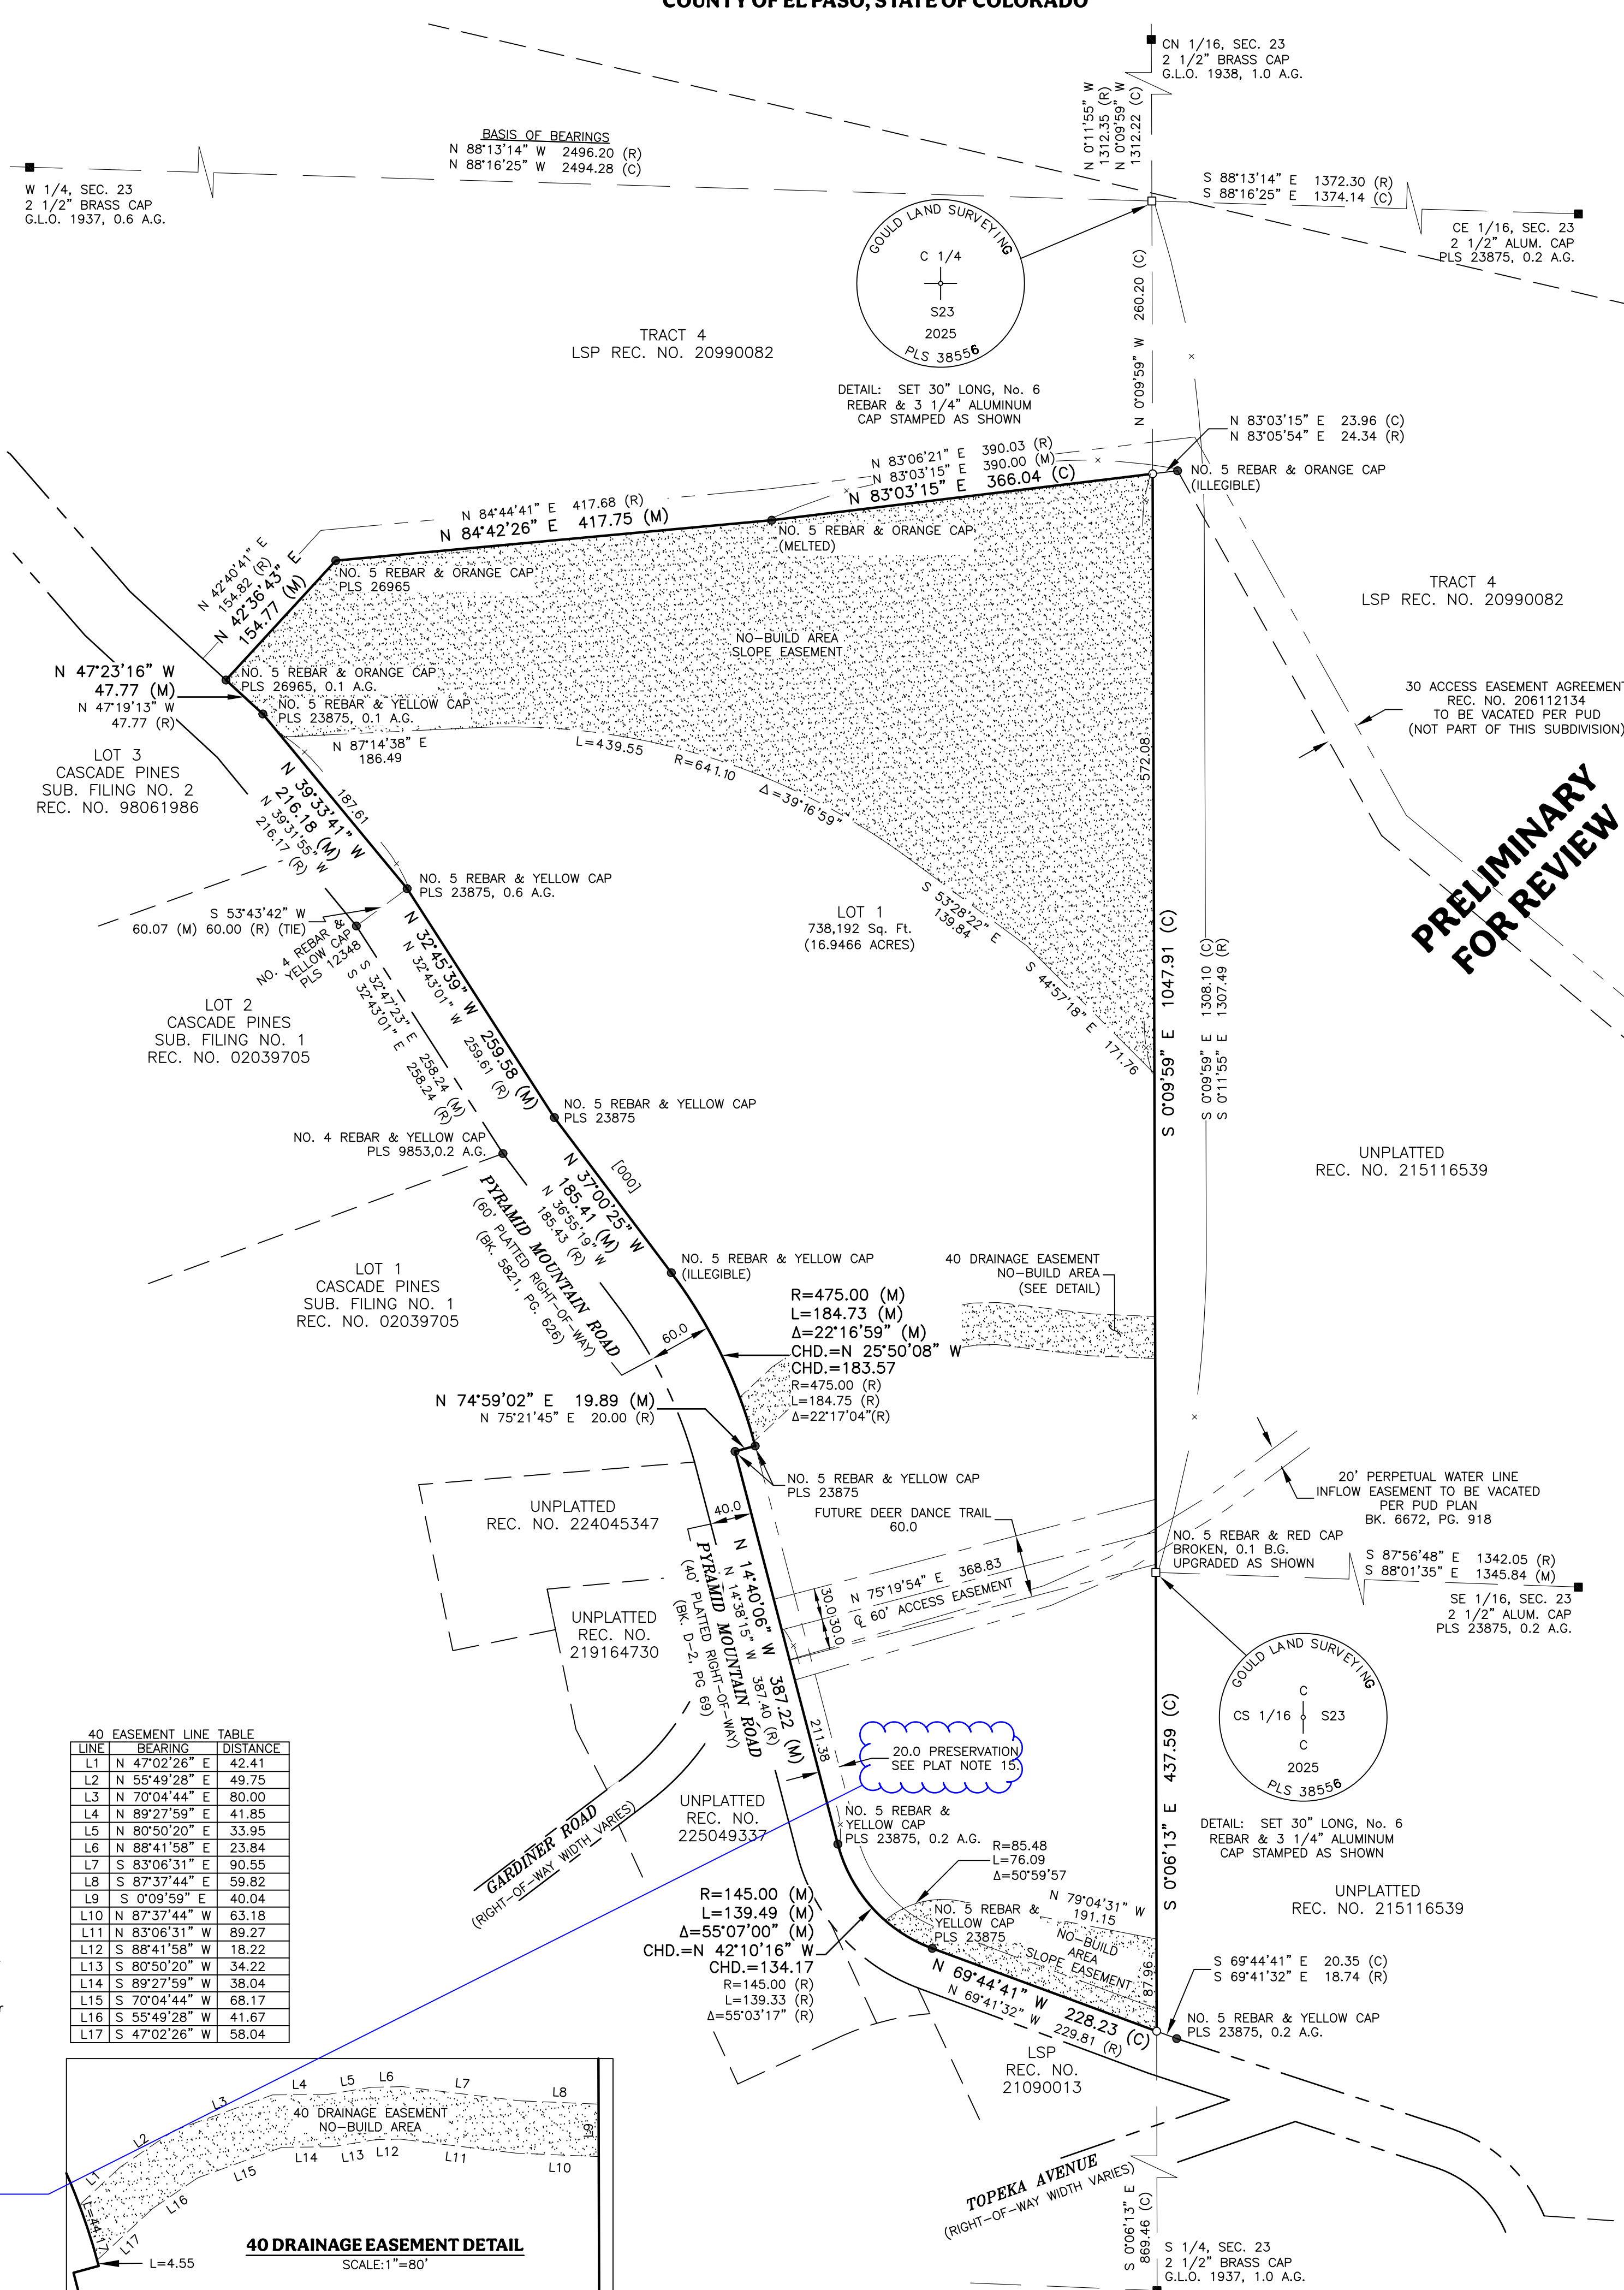 COUNTY OF EL PASO, STATE OF COLORADO
CN 1/16, SEC. 23
2 1/2" BRASS CAP
G.L.O. 1938, 1.0 A.G.
N 0°11'55" W
1312.35 (R)
N 0°09'59" W
1312.22 (C)
BASIS OF BEARINGS
N 88°13'14" W 2496.20 (R)
N 88°16'25" W 2494.28 (C)
W 1/4, SEC. 23
2 1/2" BRASS CAP
G.L.O. 1937, 0.6 A.G.
S 88°13'14" E 1372.30 (R)
S 88°16'25" E 1374.14 (C)
CE 1/16, SEC. 23
2 1/2" ALUM. CAP
PLS 23875, 0.2 A.G.
GOULD LAND SURVEYING
C 1/4
S23
2025
PLS 38556
DETAIL: SET 30" LONG, No. 6
REBAR & 3 1/4" ALUMINUM
CAP STAMPED AS SHOWN
N 0°09'59" W 260.20 (C)
TRACT 4
LSP REC. NO. 20990082
N 83°03'15" E 23.96 (C)
N 83°05'54" E 24.34 (R)
NO. 5 REBAR & ORANGE CAP
(ILLEGIBLE)
N 83°06'21" E 390.03 (R)
N 83°03'15" E 390.00 (M)
N 83°03'15" E 366.04 (C)
N 84°44'41" E 417.68 (R)
N 84°42'26" E 417.75 (M)
NO. 5 REBAR & ORANGE CAP
(MELTED)
N 42°40'41" E
154.82 (R)
N 42°36'43" E
154.77 (M)
NO. 5 REBAR & ORANGE CAP
PLS 26965
TRACT 4
LSP REC. NO. 20990082
NO-BUILD AREA
SLOPE EASEMENT
N 47°23'16" W
47.77 (M)
N 47°19'13" W
47.77 (R)
NO. 5 REBAR & ORANGE CAP
PLS 26965, 0.1 A.G.
NO. 5 REBAR & YELLOW CAP
PLS 23875, 0.1 A.G.
30 ACCESS EASEMENT AGREEMENT
REC. NO. 206112134
TO BE VACATED PER PUD
(NOT PART OF THIS SUBDIVISION)
N 87°14'38" E
186.49
L=439.55
R=641.10
Δ=39°16'59"
572.08
LOT 3
CASCADE PINES
SUB. FILING NO. 2
REC. NO. 98061986
187.61
N 39°33'41" W
216.18 (M)
N 39°31'55" W
216.17 (R)
PRELIMINARY
FOR REVIEW
NO. 5 REBAR & YELLOW CAP
PLS 23875, 0.6 A.G.
S 53°43'42" W
60.07 (M) 60.00 (R) (TIE)
NO. 4 REBAR &
YELLOW CAP
PLS 12348
LOT 1
738,192 Sq. Ft.
(16.9466 ACRES)
S 53°28'22" E
139.84
S 44°57'18" E 171.76
S 0°09'59" E 1047.91 (C)
S 0°09'59" E 1308.10 (C)
S 0°11'55" E 1307.49 (R)
N 32°45'39" W 259.58 (M)
N 32°43'01" W 259.61 (R)
S 32°47'23" E 258.24 (M)
S 32°43'01" E 258.24 (R)
LOT 2
CASCADE PINES
SUB. FILING NO. 1
REC. NO. 02039705
NO. 5 REBAR & YELLOW CAP
PLS 23875
NO. 4 REBAR & YELLOW CAP
PLS 9853,0.2 A.G.
UNPLATTED
REC. NO. 215116539
[000]
N 37°00'25" W
185.41 (M)
N 36°55'19" W
185.43 (R)
PYRAMID MOUNTAIN ROAD
(60' PLATTED RIGHT-OF-WAY)
(BK. 5821, PG. 626)
LOT 1
CASCADE PINES
SUB. FILING NO. 1
REC. NO. 02039705
NO. 5 REBAR & YELLOW CAP
(ILLEGIBLE)
40 DRAINAGE EASEMENT
NO-BUILD AREA
(SEE DETAIL)
60.0
R=475.00 (M)
L=184.73 (M)
Δ=22°16'59" (M)
CHD.=N 25°50'08" W
CHD.=183.57
R=475.00 (R)
L=184.75 (R)
Δ=22°17'04"(R)
N 74°59'02" E 19.89 (M)
N 75°21'45" E 20.00 (R)
NO. 5 REBAR & YELLOW CAP
PLS 23875
UNPLATTED
REC. NO. 224045347
40.0
FUTURE DEER DANCE TRAIL
60.0
20' PERPETUAL WATER LINE
INFLOW EASEMENT TO BE VACATED
PER PUD PLAN
BK. 6672, PG. 918
NO. 5 REBAR & RED CAP
BROKEN, 0.1 B.G.
UPGRADED AS SHOWN
S 87°56'48" E 1342.05 (R)
S 88°01'35" E 1345.84 (M)
SE 1/16, SEC. 23
2 1/2" ALUM. CAP
PLS 23875, 0.2 A.G.
N 75°19'54" E 368.83
℄ 60' ACCESS EASEMENT
30.0
30.0
N 14°40'06" W 387.22 (M)
N 14°38'15" W 387.40 (R)
PYRAMID MOUNTAIN ROAD
(40' PLATTED RIGHT-OF-WAY)
(BK. D-2, PG 69)
UNPLATTED
REC. NO.
219164730
GOULD LAND SURVEYING
C
CS 1/16 S23
C
2025
PLS 38556
DETAIL: SET 30" LONG, No. 6
REBAR & 3 1/4" ALUMINUM
CAP STAMPED AS SHOWN
211.38
20.0 PRESERVATION
SEE PLAT NOTE 15.
S 0°06'13" E 437.59 (C)
UNPLATTED
REC. NO.
225049337
NO. 5 REBAR &
YELLOW CAP
PLS 23875, 0.2 A.G.
GARDINER ROAD
(RIGHT-OF-WAY WIDTH VARIES)
R=85.48
L=76.09
Δ=50°59'57
UNPLATTED
REC. NO. 215116539
R=145.00 (M)
L=139.49 (M)
Δ=55°07'00" (M)
CHD.=N 42°10'16" W
CHD.=134.17
R=145.00 (R)
L=139.33 (R)
Δ=55°03'17" (R)
NO. 5 REBAR &
YELLOW CAP
PLS 23875
N 79°04'31" W
191.15
NO-BUILD
AREA
SLOPE EASEMENT
87.96
N 69°44'41" W 228.23 (C)
N 69°41'32" W 229.81 (R)
S 69°44'41" E 20.35 (C)
S 69°41'32" E 18.74 (R)
NO. 5 REBAR & YELLOW CAP
PLS 23875, 0.2 A.G.
LSP
REC. NO.
21090013
TOPEKA AVENUE
(RIGHT-OF-WAY WIDTH VARIES)
S 0°06'13" E
869.46 (C)
S 1/4, SEC. 23
2 1/2" BRASS CAP
G.L.O. 1937, 1.0 A.G.
40 EASEMENT LINE TABLE
LINE BEARING DISTANCE
L1 N 47°02'26" E 42.41
L2 N 55°49'28" E 49.75
L3 N 70°04'44" E 80.00
L4 N 89°27'59" E 41.85
L5 N 80°50'20" E 33.95
L6 N 88°41'58" E 23.84
L7 S 83°06'31" E 90.55
L8 S 87°37'44" E 59.82
L9 S 0°09'59" E 40.04
L10 N 87°37'44" W 63.18
L11 N 83°06'31" W 89.27
L12 S 88°41'58" W 18.22
L13 S 80°50'20" W 34.22
L14 S 89°27'59" W 38.04
L15 S 70°04'44" W 68.17
L16 S 55°49'28" W 41.67
L17 S 47°02'26" W 58.04
L1
L2
L3
L4
L5
L6
L7
L8
L9
40 DRAINAGE EASEMENT
NO-BUILD AREA
L10
L11
L12
L13
L14
L15
L16
L17
L=44.17
L=4.55
40 DRAINAGE EASEMENT DETAIL
SCALE:1"=80'